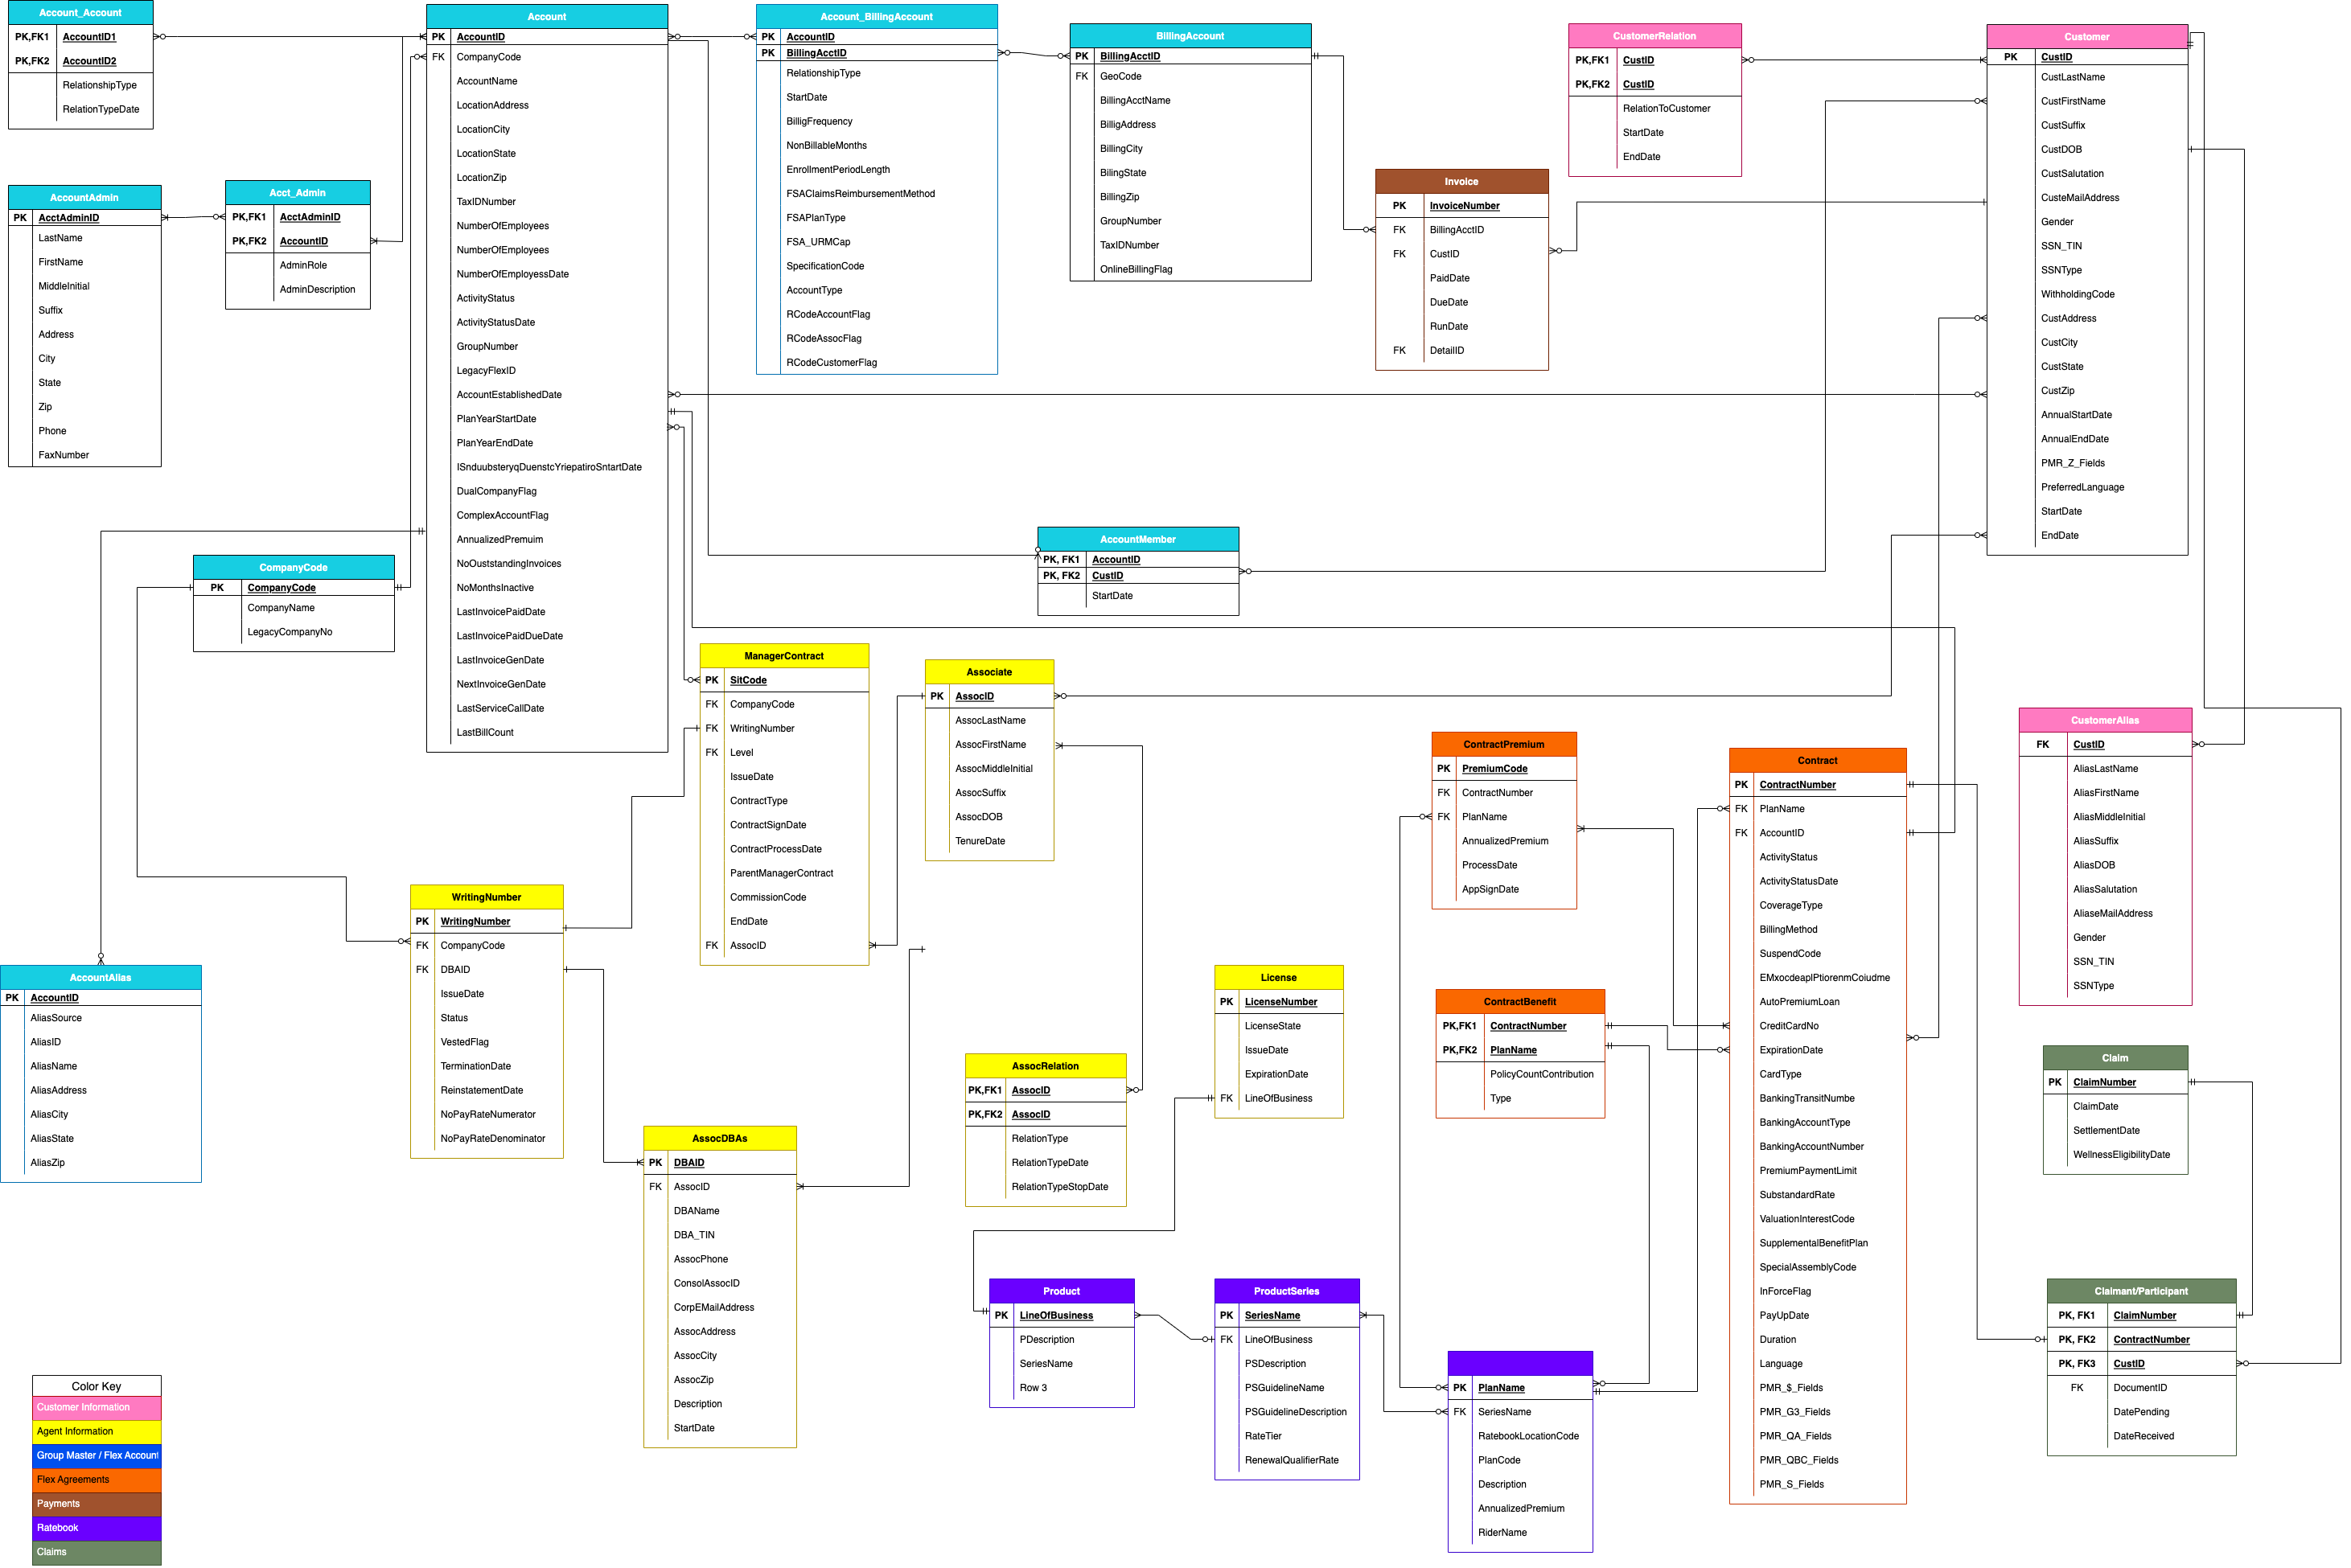 Account_Account
PK,FK1 AccountID1
PK,FK2 AccountID2
RelationshipType
RelationTypeDate
Account
PK AccountID
FK CompanyCode
AccountName
LocationAddress
LocationCity
LocationState
LocationZip
TaxIDNumber
NumberOfEmployees
NumberOfEmployees
NumberOfEmployessDate
ActivityStatus
ActivityStatusDate
GroupNumber
LegacyFlexID
AccountEstablishedDate
PlanYearStartDate
PlanYearEndDate
ISnduubsteryqDuenstcYriepatiroSntartDate
DualCompanyFlag
ComplexAccountFlag
AnnualizedPremuim
NoOuststandingInvoices
NoMonthsInactive
LastInvoicePaidDate
LastInvoicePaidDueDate
LastInvoiceGenDate
NextInvoiceGenDate
LastServiceCallDate
LastBillCount
Account_BillingAccount
PK AccountID
PK BillingAcctID
RelationshipType
StartDate
BilligFrequency
NonBillableMonths
EnrollmentPeriodLength
FSAClaimsReimbursementMethod
FSAPlanType
FSA_URMCap
SpecificationCode
AccountType
RCodeAccountFlag
RCodeAssocFlag
RCodeCustomerFlag
BillingAccount
PK BillingAcctID
FK GeoCode
BillingAcctName
BilligAddress
BillingCity
BilingState
BillingZip
GroupNumber
TaxIDNumber
OnlineBillingFlag
Invoice
PK InvoiceNumber
FK BillingAcctID
FK CustID
PaidDate
DueDate
RunDate
FK DetailID
CustomerRelation
PK,FK1 CustID
PK,FK2 CustID
RelationToCustomer
StartDate
EndDate
Customer
PK CustID
CustLastName
CustFirstName
CustSuffix
CustDOB
CustSalutation
CusteMailAddress
Gender
SSN_TIN
SSNType
WithholdingCode
CustAddress
CustCity
CustState
CustZip
AnnualStartDate
AnnualEndDate
PMR_Z_Fields
PreferredLanguage
StartDate
EndDate
AccountAdmin
PK AcctAdminID
LastName
FirstName
MiddleInitial
Suffix
Address
City
State
Zip
Phone
FaxNumber
Acct_Admin
PK,FK1 AcctAdminID
PK,FK2 AccountID
AdminRole
AdminDescription
CompanyCode
PK CompanyCode
CompanyName
LegacyCompanyNo
AccountMember
PK, FK1 AccountID
PK, FK2 CustID
StartDate
ManagerContract
PK SitCode
FK CompanyCode
FK WritingNumber
FK Level
IssueDate
ContractType
ContractSignDate
ContractProcessDate
ParentManagerContract
CommissionCode
EndDate
FK AssocID
Associate
PK AssocID
AssocLastName
AssocFirstName
AssocMiddleInitial
AssocSuffix
AssocDOB
TenureDate
ContractPremium
PK PremiumCode
FK ContractNumber
FK PlanName
AnnualizedPremium
ProcessDate
AppSignDate
Contract
PK ContractNumber
FK PlanName
FK AccountID
ActivityStatus
ActivityStatusDate
CoverageType
BillingMethod
SuspendCode
EMxocdeaplPtiorenmCoiudme
AutoPremiumLoan
CreditCardNo
ExpirationDate
CardType
BankingTransitNumbe
BankingAccountType
BankingAccountNumber
PremiumPaymentLimit
SubstandardRate
ValuationInterestCode
SupplementalBenefitPlan
SpecialAssemblyCode
InForceFlag
PayUpDate
Duration
Language
PMR_$_Fields
PMR_G3_Fields
PMR_QA_Fields
PMR_QBC_Fields
PMR_S_Fields
CustomerAlias
FK CustID
AliasLastName
AliasFirstName
AliasMiddleInitial
AliasSuffix
AliasDOB
AliasSalutation
AliaseMailAddress
Gender
SSN_TIN
SSNType
WritingNumber
PK WritingNumber
FK CompanyCode
FK DBAID
IssueDate
Status
VestedFlag
TerminationDate
ReinstatementDate
NoPayRateNumerator
NoPayRateDenominator
AccountAlias
PK AccountID
AliasSource
AliasID
AliasName
AliasAddress
AliasCity
AliasState
AliasZip
AssocDBAs
PK DBAID
FK AssocID
DBAName
DBA_TIN
AssocPhone
ConsolAssocID
CorpEMailAddress
AssocAddress
AssocCity
AssocZip
Description
StartDate
AssocRelation
PK,FK1 AssocID
PK,FK2 AssocID
RelationType
RelationTypeDate
RelationTypeStopDate
License
PK LicenseNumber
LicenseState
IssueDate
ExpirationDate
FK LineOfBusiness
ContractBenefit
PK,FK1 ContractNumber
PK,FK2 PlanName
PolicyCountContribution
Type
Claim
PK ClaimNumber
ClaimDate
SettlementDate
WellnessEligibilityDate
Product
PK LineOfBusiness
PDescription
SeriesName
Row 3
ProductSeries
PK SeriesName
FK LineOfBusiness
PSDescription
PSGuidelineName
PSGuidelineDescription
RateTier
RenewalQualifierRate
PK PlanName
FK SeriesName
RatebookLocationCode
PlanCode
Description
AnnualizedPremium
RiderName
Claimant/Participant
PK, FK1 ClaimNumber
PK, FK2 ContractNumber
PK, FK3 CustID
FK DocumentID
DatePending
DateReceived
Color Key
Customer Information
Agent Information
Group Master / Flex Account
Flex Agreements
Payments
Ratebook
Claims